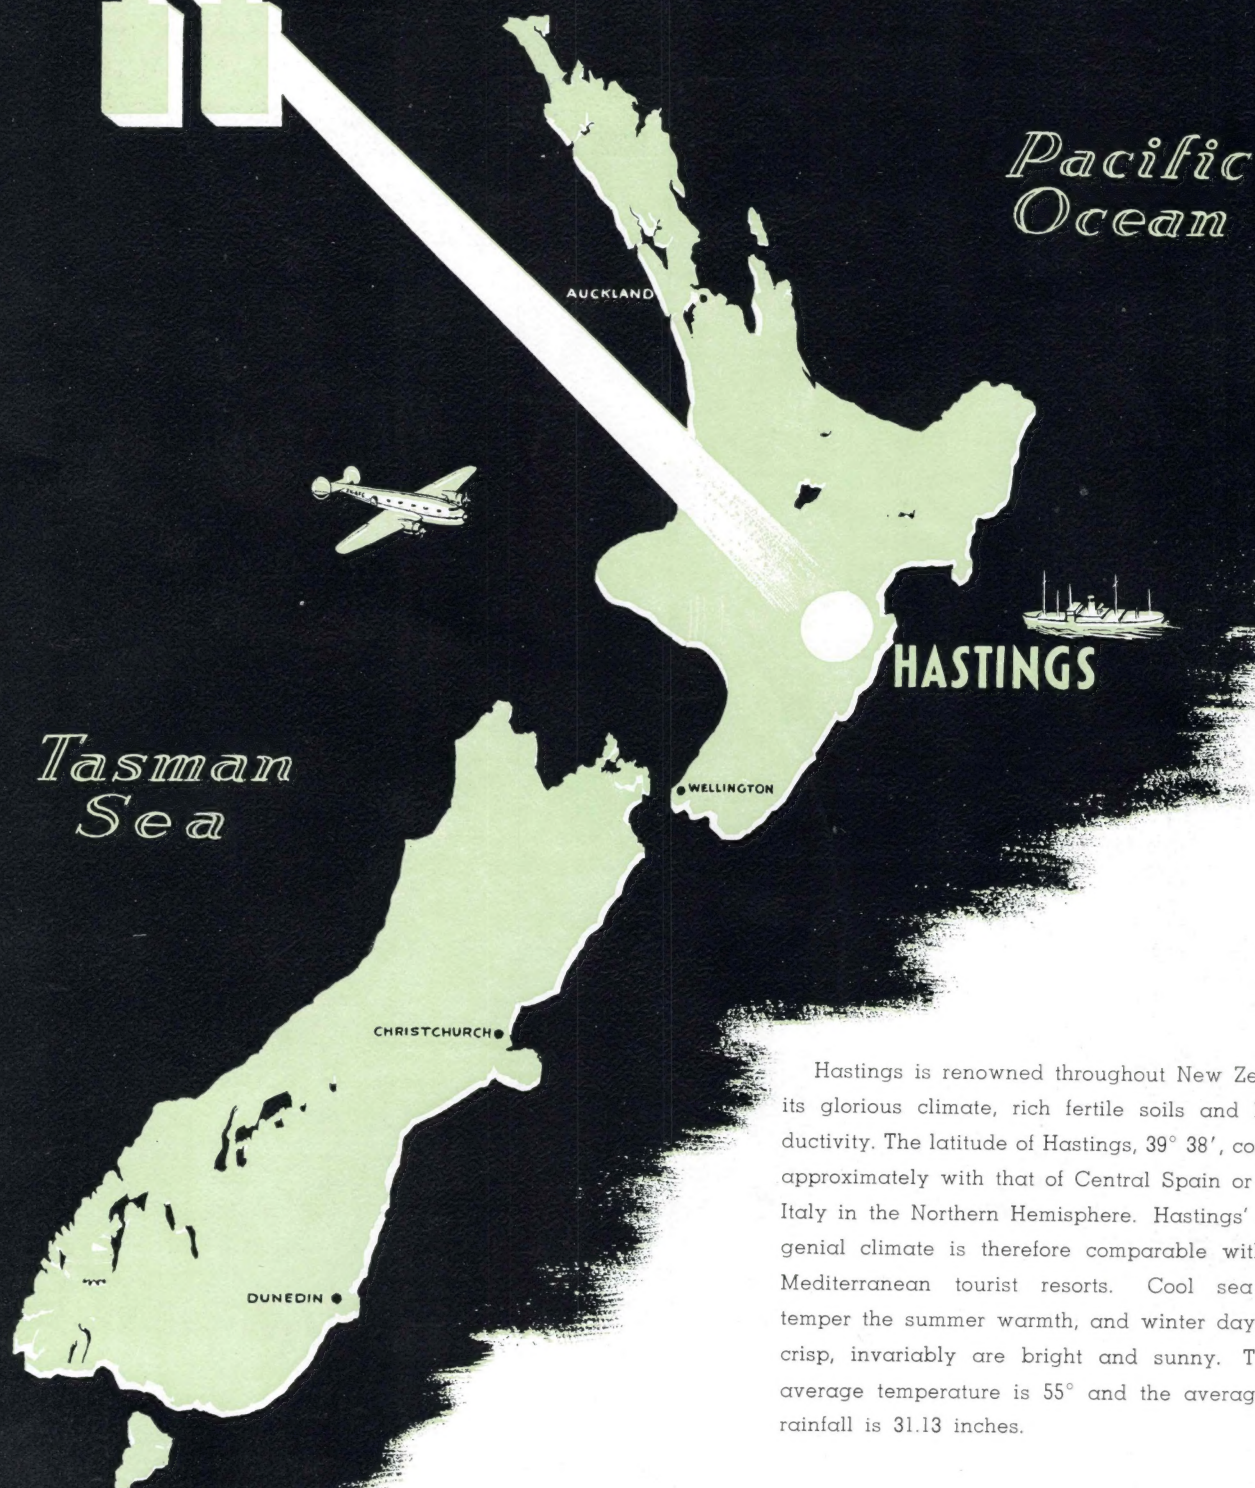 Pacific
Ocean
AUCKLAND
HASTINGS
Tasman
Sea
WELLINGTON
CHRISTCHURCH
DUNEDIN
Hastings is renowned throughout New Ze
its glorious climate, rich fertile soils and
ductivity. The latitude of Hastings, 39° 38′, co
approximately with that of Central Spain or
Italy in the Northern Hemisphere. Hastings'
genial climate is therefore comparable wit
Mediterranean tourist resorts. Cool sea
temper the summer warmth, and winter day
crisp, invariably are bright and sunny. T
average temperature is 55° and the averag
rainfall is 31.13 inches.